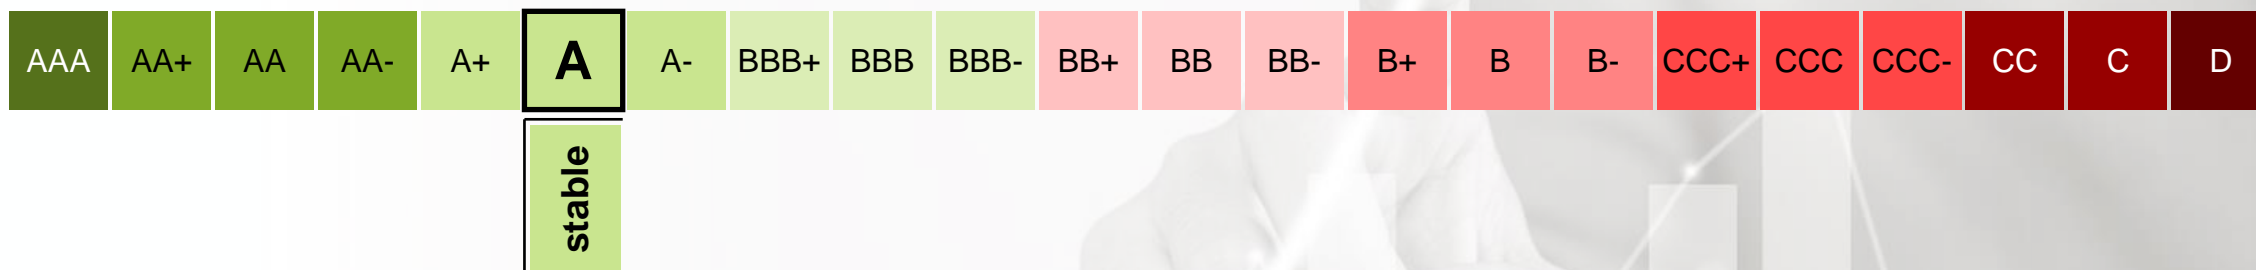 AAA AA+ AA AA- A+ A A- BBB+ BBB BBB- BB+ BB BB- B+ B B- CCC+ CCC CCC- CC C D
stable